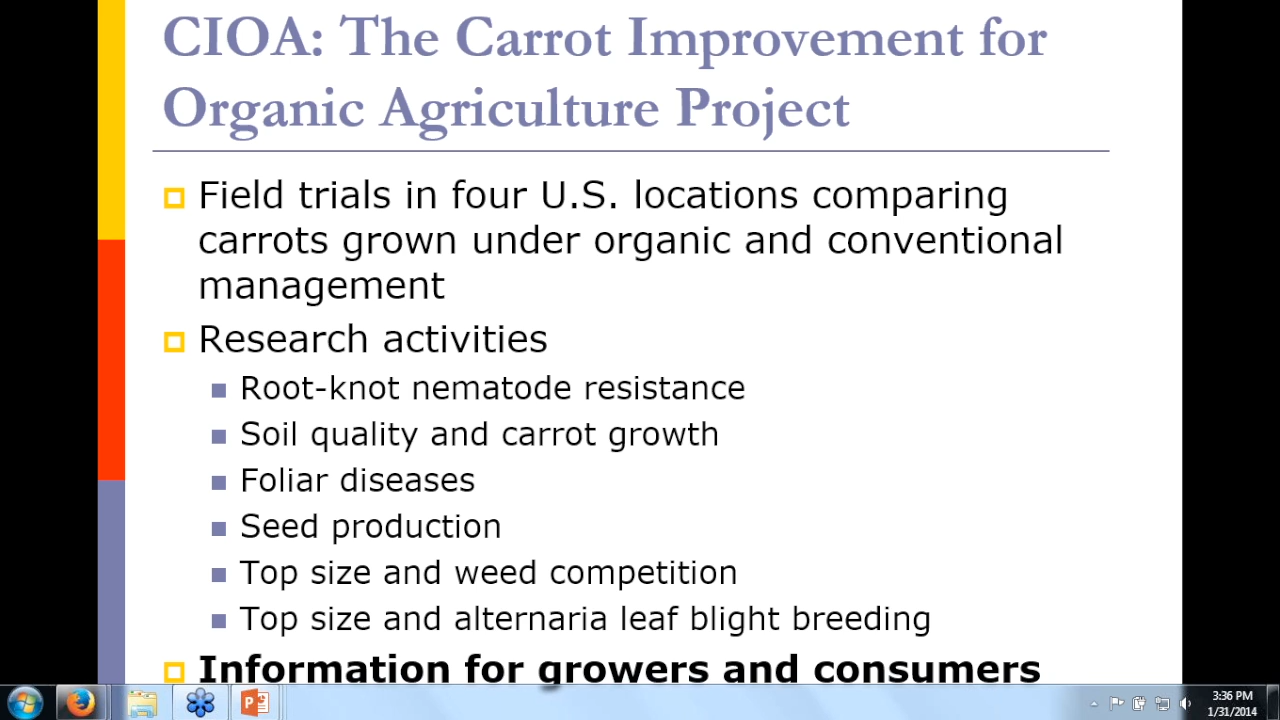 CIOA: The Carrot Improvement for
Organic Agriculture Project
Field trials in four U.S. locations comparing
carrots grown under organic and conventional
management
Research activities
Root-knot nematode resistance
Soil quality and carrot growth
Foliar diseases
Seed production
Top size and weed competition
Top size and alternaria leaf blight breeding
Information for growers and consumers
3:36 PM
1/31/2014